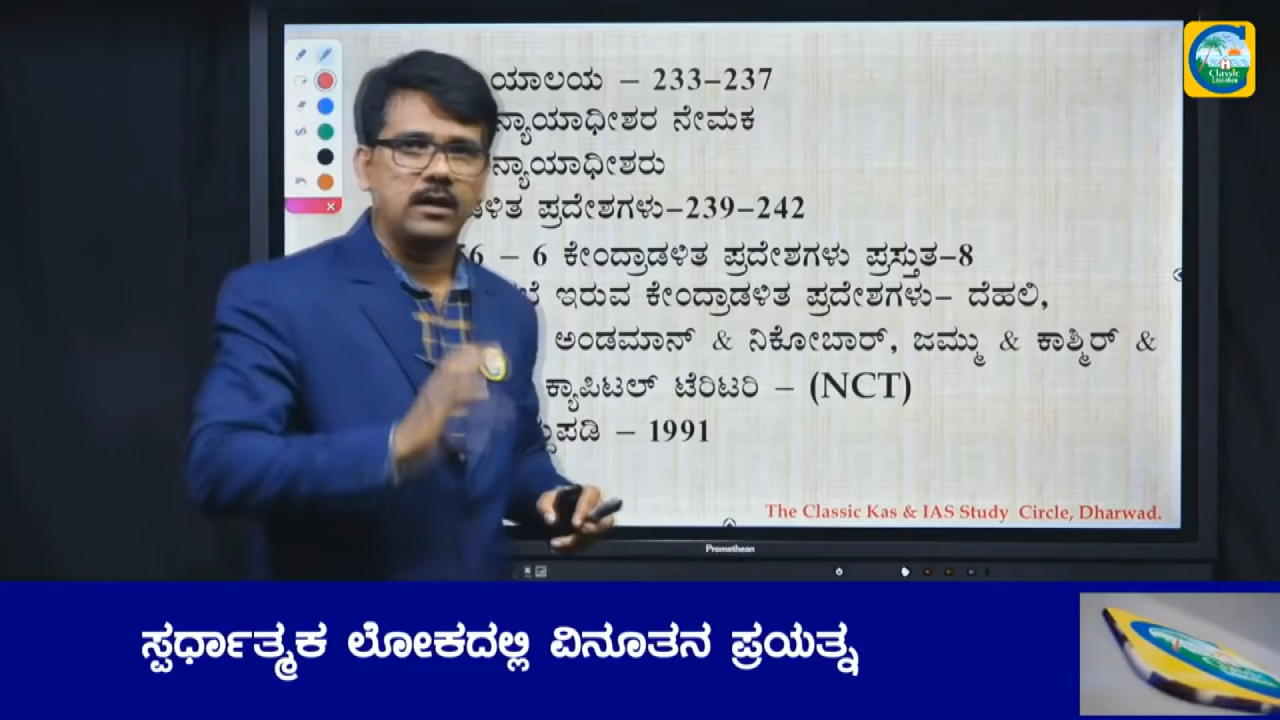 ಯಾಲಯ – 233–237
ನ್ಯಾಯಾಧೀಶರ ನೇಮಕ
ನ್ಯಾಯಾಧೀಶರು
ಪ್ರದೇಶಗಳು–239–242
– 6 ಕೇಂದ್ರಾಡಳಿತ ಪ್ರದೇಶಗಳು ಪ್ರಸ್ತುತ–8
ಇರುವ ಕೇಂದ್ರಾಡಳಿತ ಪ್ರದೇಶಗಳು– ದೆಹಲಿ,
ಅಂಡಮಾನ್ & ನಿಕೋಬಾರ್, ಜಮ್ಮು & ಕಾಶ್ಮಿರ್ &
ಕ್ಯಾಪಿಟಲ್ ಟೆರಿಟರಿ – (NCT)
– 1991
The Classic Kas & IAS Study Circle, Dharwad.
Promethean
Classic
ಸ್ಪರ್ಧಾತ್ಮಕ ಲೋಕದಲ್ಲಿ ವಿನೂತನ ಪ್ರಯತ್ನ